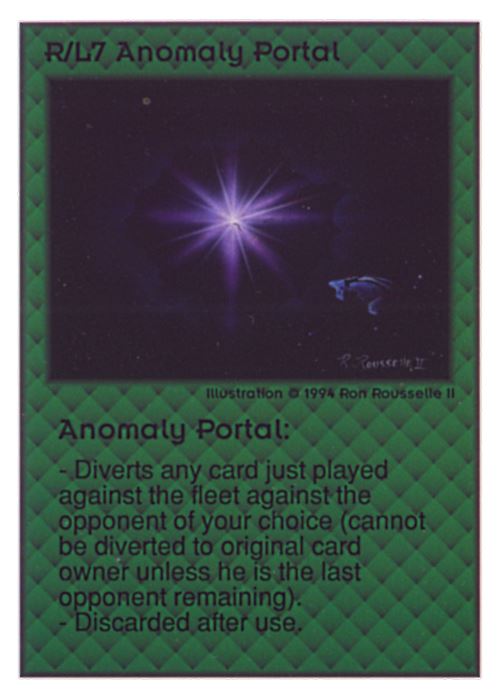 R/L7 Anomaly Portal
R. Rousselle II
Illustration © 1994 Ron Rousselle II
Anomaly Portal:
- Diverts any card just played
against the fleet against the
opponent of your choice (cannot
be diverted to original card
owner unless he is the last
opponent remaining).
- Discarded after use.